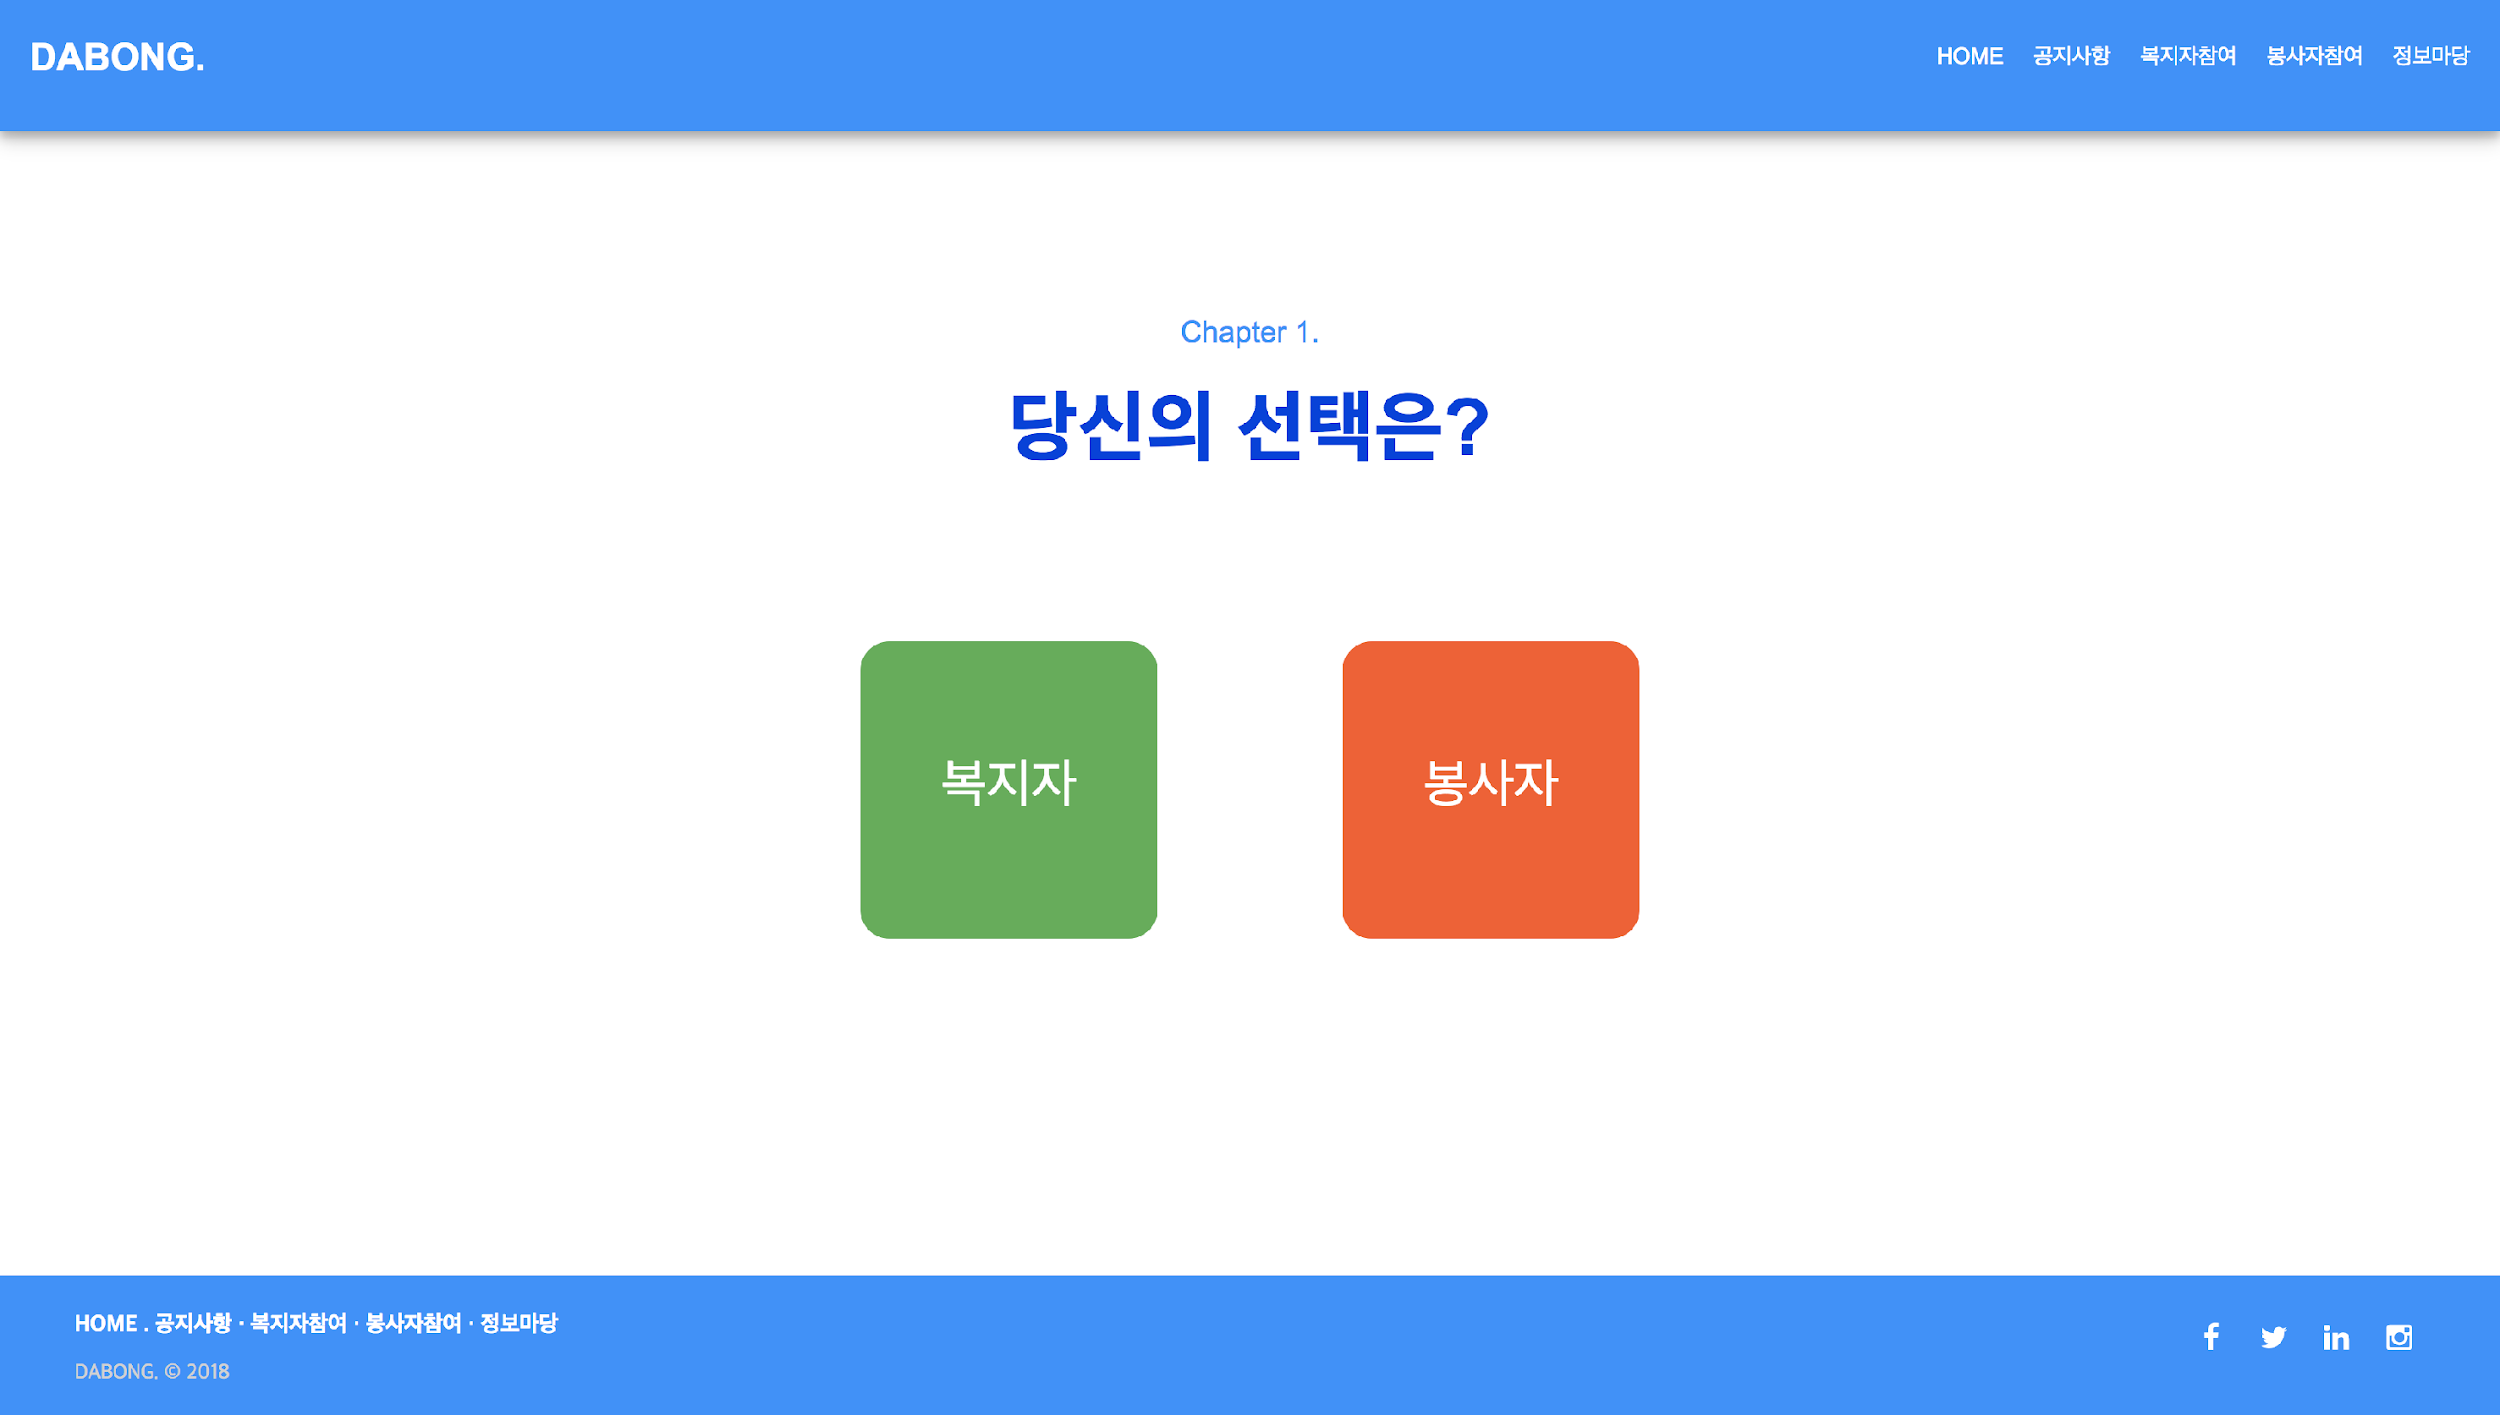 DABONG.
HOME 공지사항 복지자참여 봉사자참여 정보마당
Chapter 1.
당신의 선택은?
복지자
봉사자
HOME . 공지사항 · 복지자참여 · 봉사자참여 · 정보마당
DABONG. © 2018